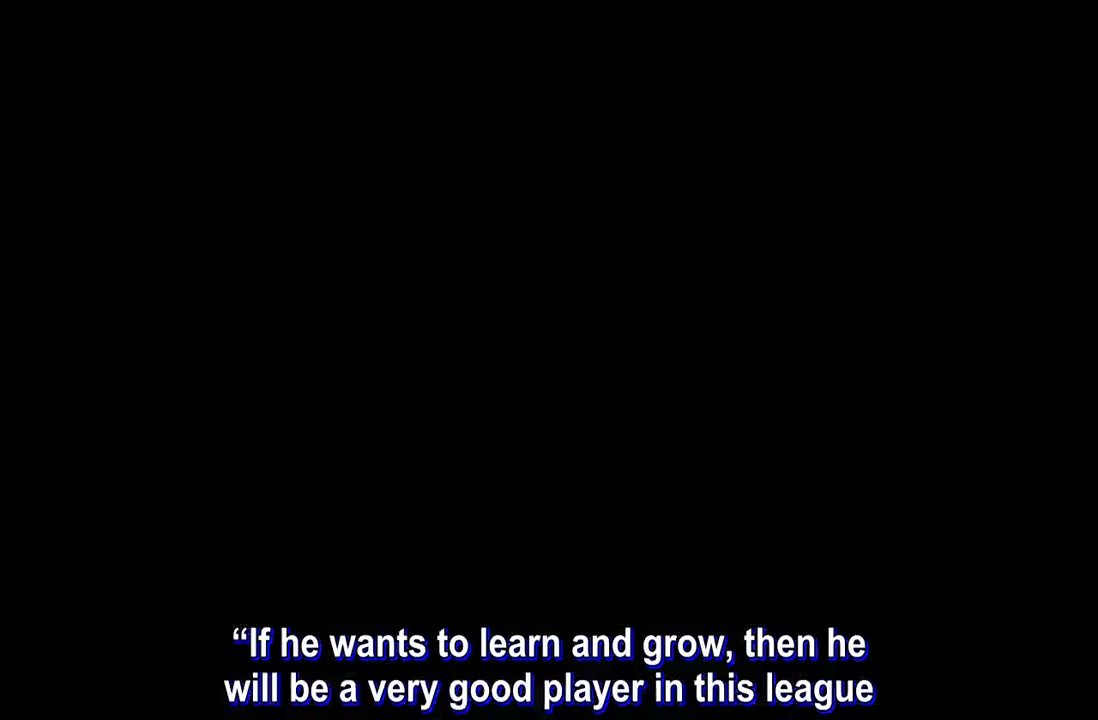 “If he wants to learn and grow, then he
will be a very good player in this league